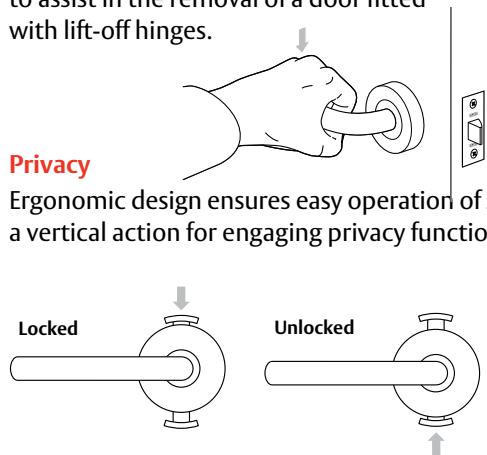 to assist in the removal of a door fitted
with lift-off hinges.
Privacy
Ergonomic design ensures easy operation of
a vertical action for engaging privacy functio
Locked
Unlocked